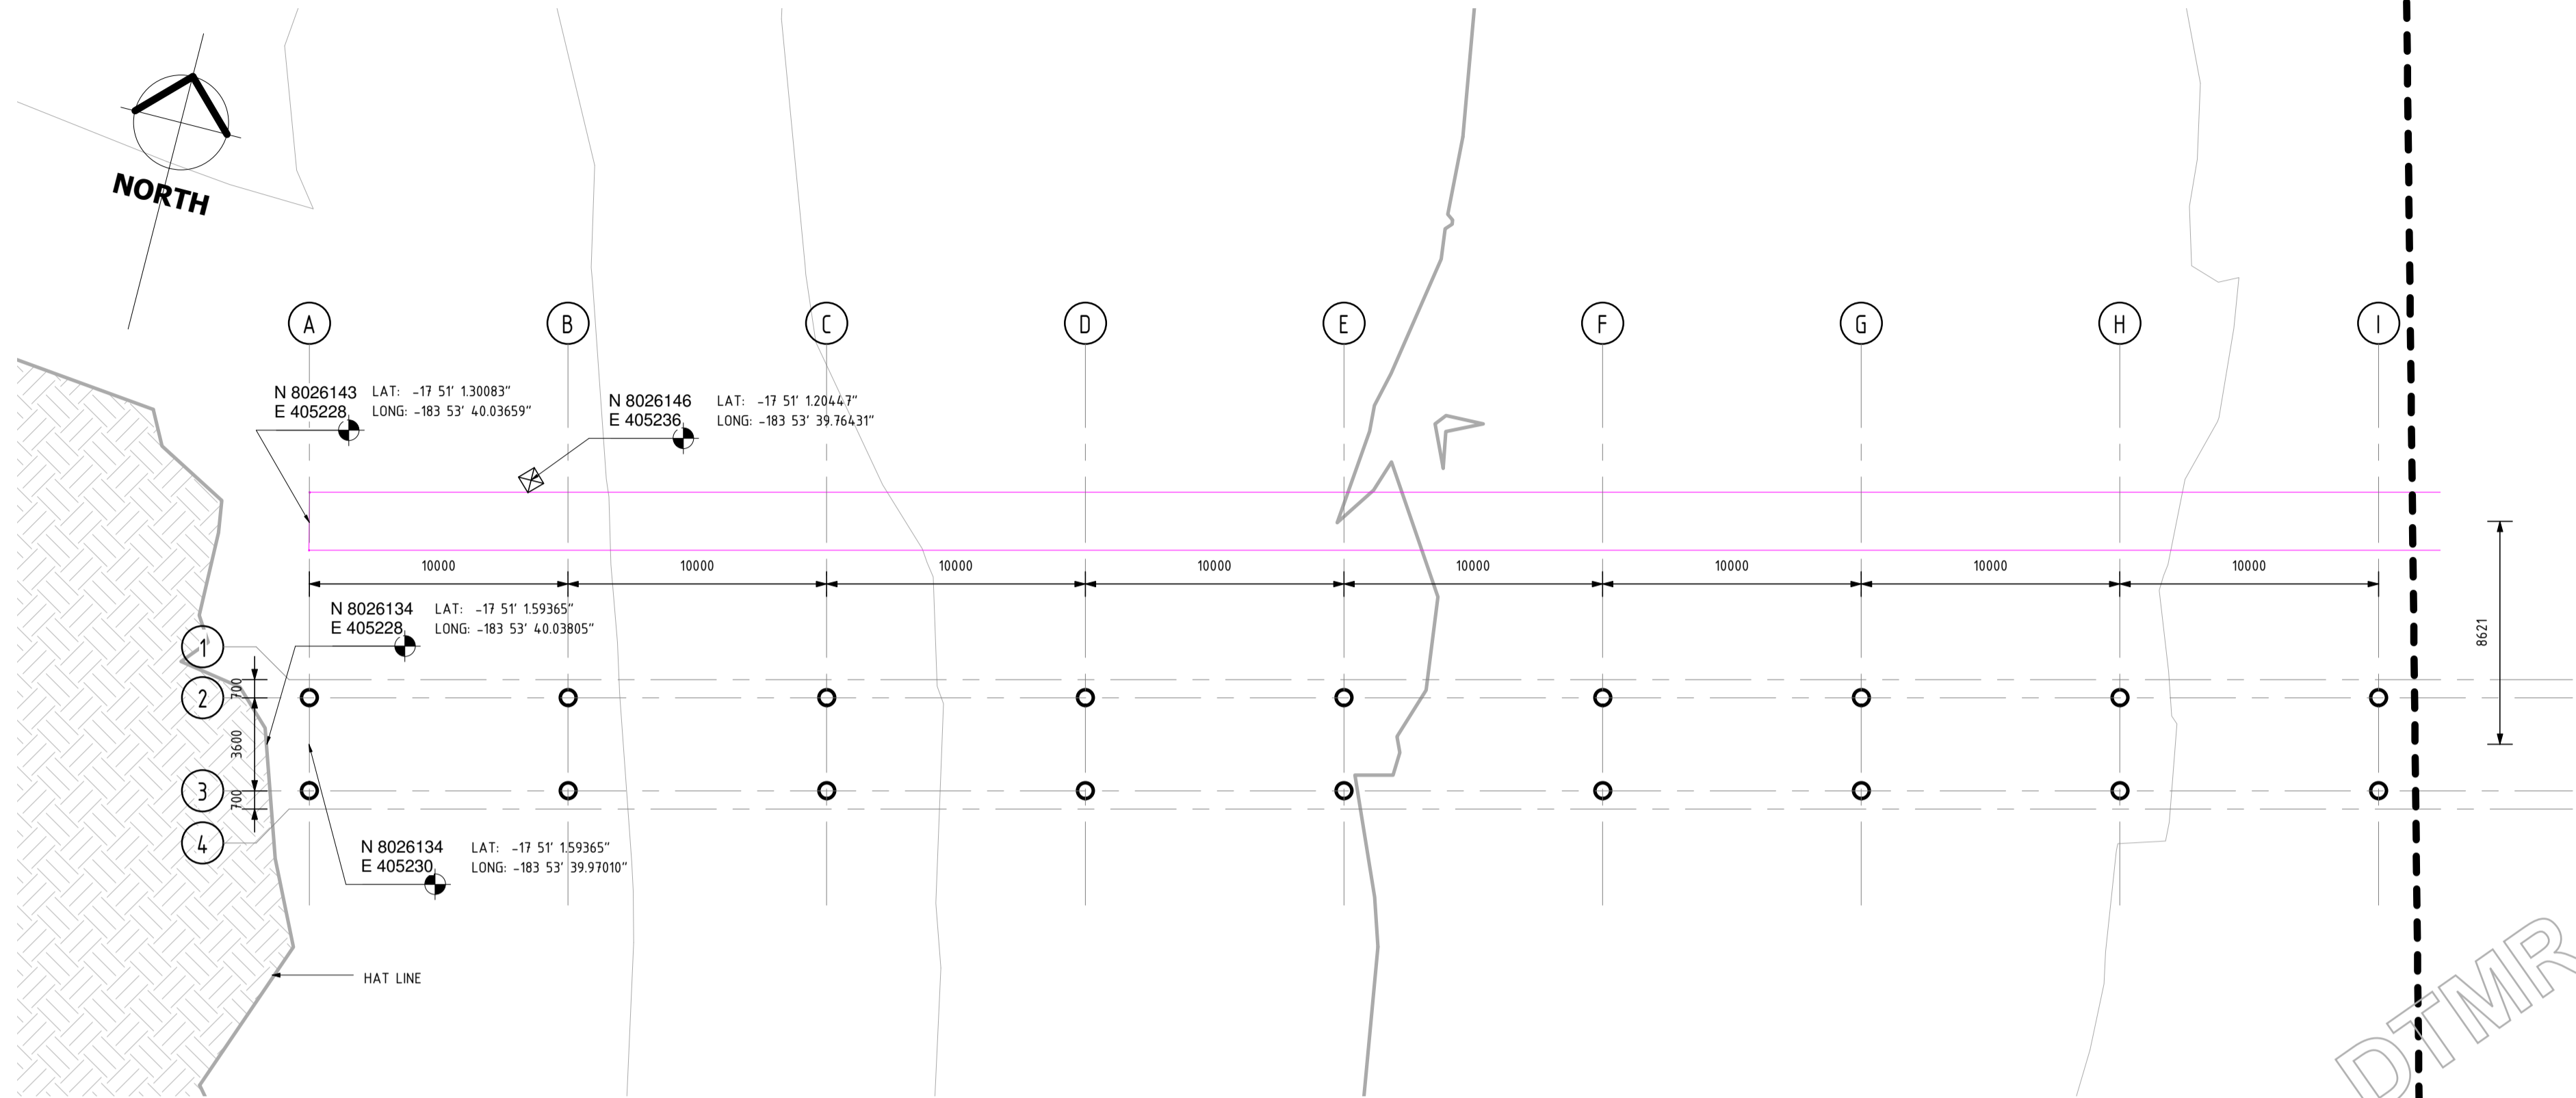 NORTH
A
B
C
D
E
F
G
H
I
N 8026143 LAT: -17 51' 1.30083"
E 405228 LONG: -183 53' 40.03659"
N 8026146 LAT: -17 51' 1.20447"
E 405236 LONG: -183 53' 39.76431"
10000
10000
10000
10000
10000
10000
10000
10000
N 8026134 LAT: -17 51' 1.59365"
E 405228 LONG: -183 53' 40.03805"
8621
1
2
3
4
700
3600
700
N 8026134 LAT: -17 51' 1.59365"
E 405230 LONG: -183 53' 39.97010"
HAT LINE
DTMR